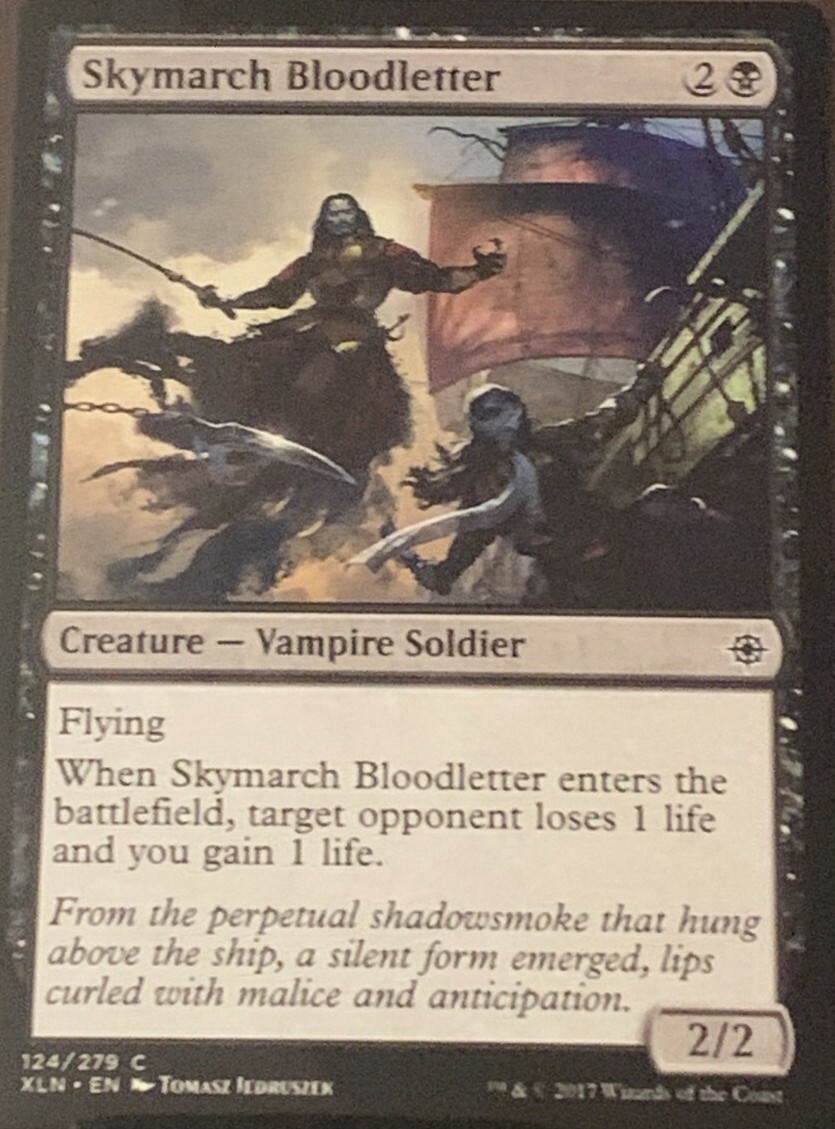 Skymarch Bloodletter 2
Creature — Vampire Soldier
Flying
When Skymarch Bloodletter enters the
battlefield, target opponent loses 1 life
and you gain 1 life.
From the perpetual shadowsmoke that hung
above the ship, a silent form emerged, lips
curled with malice and anticipation.
2/2
124/279 C
XLN • EN TOMASZ JEDRUSZEK
™ & © 2017 Wizards of the Coast